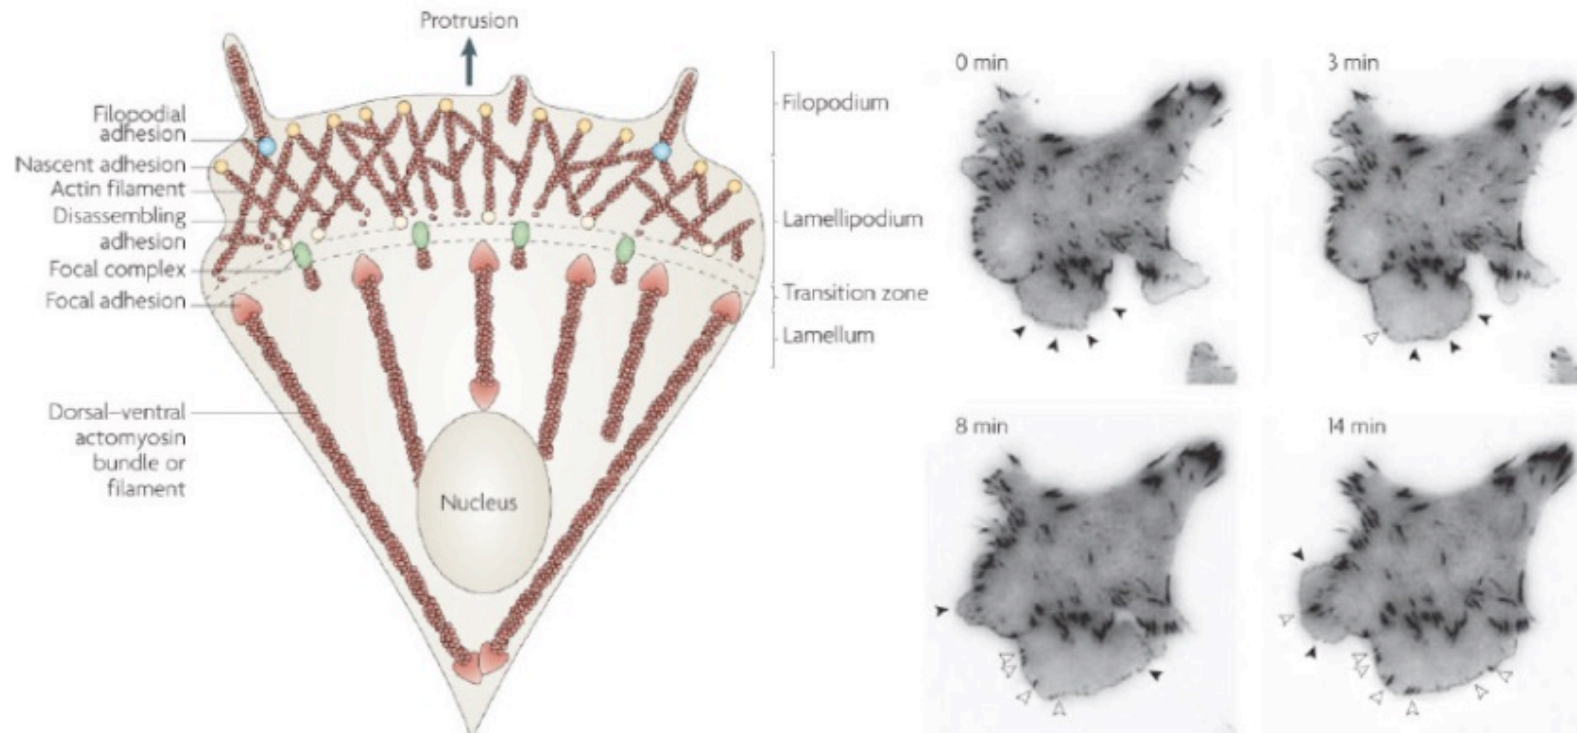 Protrusion
Filopodial
adhesion
Nascent adhesion
Actin filament
Disassembling
adhesion
Focal complex
Focal adhesion
Dorsal–ventral
actomyosin
bundle or
filament
Nucleus
Filopodium
Lamellipodium
Transition zone
Lamellum
0 min
3 min
8 min
14 min